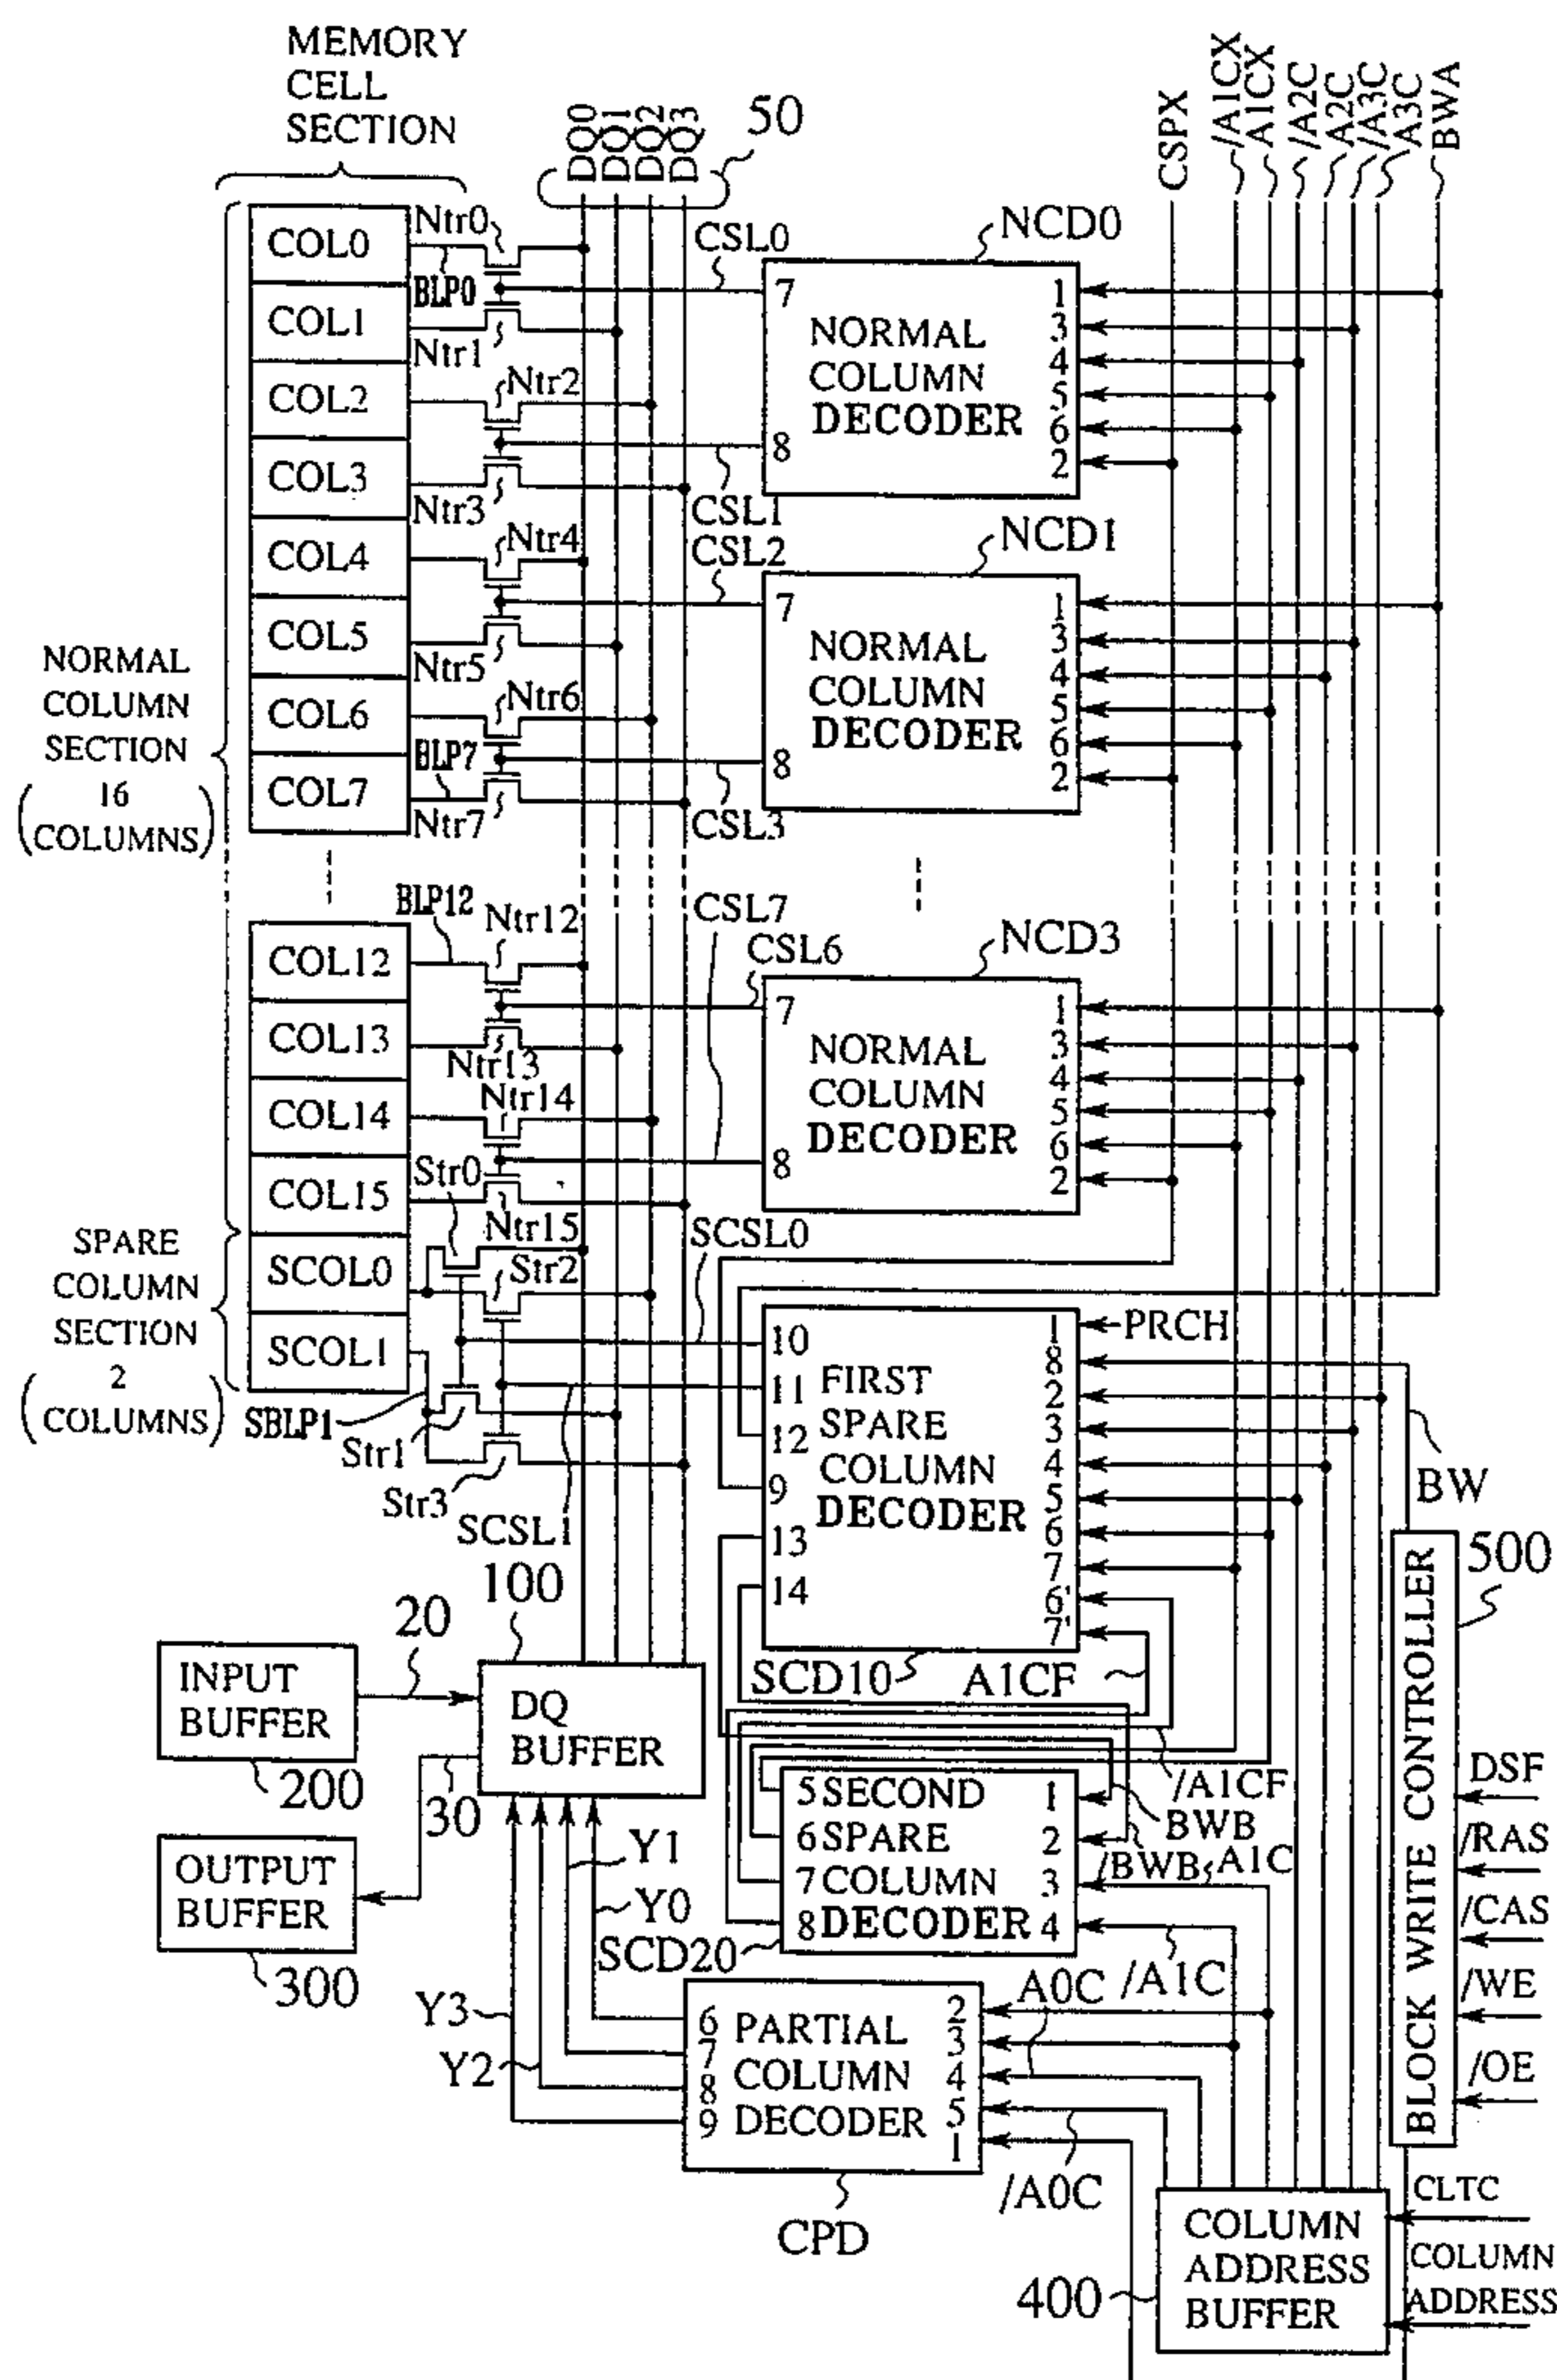 MEMORY
CELL
SECTION
DQ0
DQ1
DQ2
DQ3
50
CSPX
/A1CX
A1CX
/A2C
A2C
/A3C
A3C
BWA
COL0
COL1
COL2
COL3
COL4
COL5
COL6
COL7
Ntr0
BLP0
Ntr1
Ntr2
Ntr3
Ntr4
Ntr5
Ntr6
BLP7
Ntr7
CSL0
CSL1
CSL2
CSL3
NCD0
7
8
NORMAL
COLUMN
DECODER
1
3
4
5
6
2
NCD1
7
8
NORMAL
COLUMN
DECODER
1
3
4
5
6
2
NORMAL
COLUMN
SECTION
(16 COLUMNS)
BLP12
Ntr12
CSL7
CSL6
NCD3
COL12
COL13
COL14
COL15
Ntr13
Ntr14
Ntr15
7
8
NORMAL
COLUMN
DECODER
1
3
4
5
6
2
SPARE
COLUMN
SECTION
(2 COLUMNS)
SCOL0
SCOL1
Str0
Str2
SCSL0
SBLP1
Str1
Str3
SCSL1
10
11
12
9
13
14
FIRST
SPARE
COLUMN
DECODER
1
8
2
3
4
5
6
7
6'
7'
PRCH
BW
SCD10
A1CF
/A1CF
BWB
/BWB
A1C
500
BLOCK WRITE CONTROLLER
DSF
/RAS
/CAS
/WE
/OE
100
20
INPUT
BUFFER
200
DQ
BUFFER
30
OUTPUT
BUFFER
300
Y1
Y0
Y3
Y2
5 SECOND
6 SPARE
7 COLUMN
8 DECODER
1
2
3
4
SCD20
/A1C
A0C
6
7
8
9
PARTIAL
COLUMN
DECODER
2
3
4
5
1
CPD
/A0C
400
COLUMN
ADDRESS
BUFFER
CLTC
COLUMN
ADDRESS